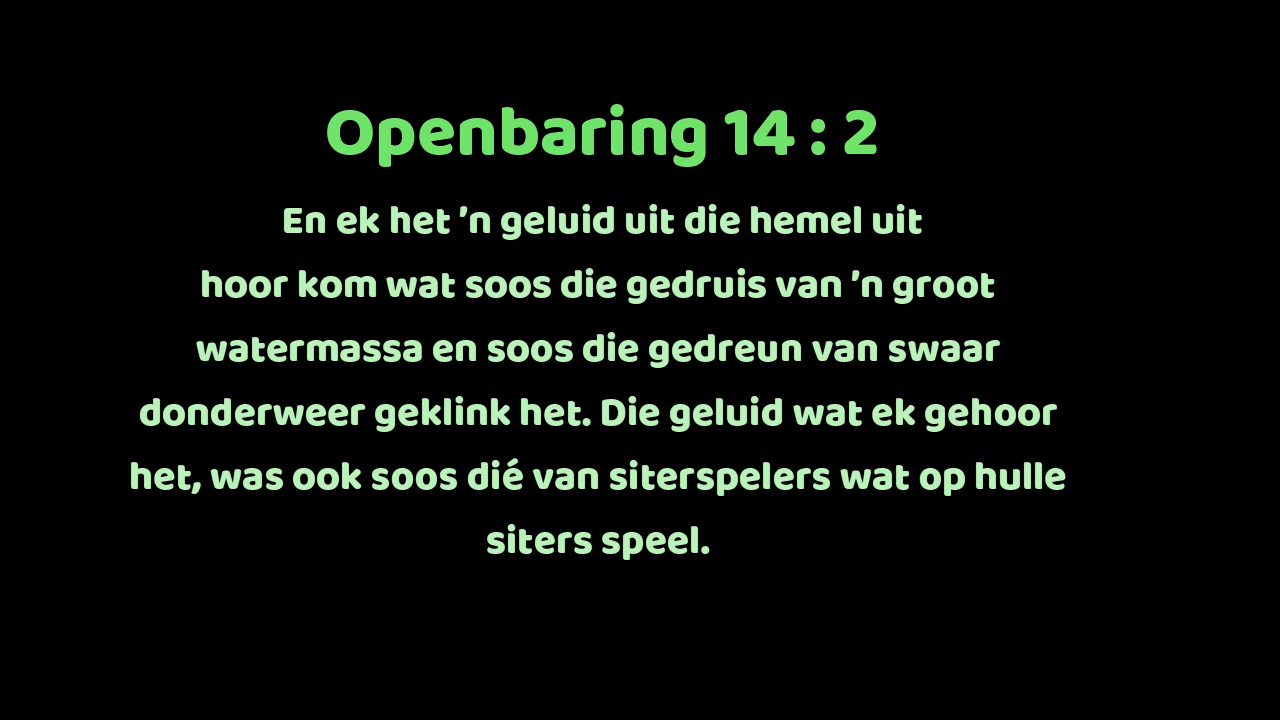 Openbaring 14 : 2
En ek het ’n geluid uit die hemel uit
hoor kom wat soos die gedruis van ’n groot
watermassa en soos die gedreun van swaar
donderweer geklink het. Die geluid wat ek gehoor
het, was ook soos dié van siterspelers wat op hulle
siters speel.